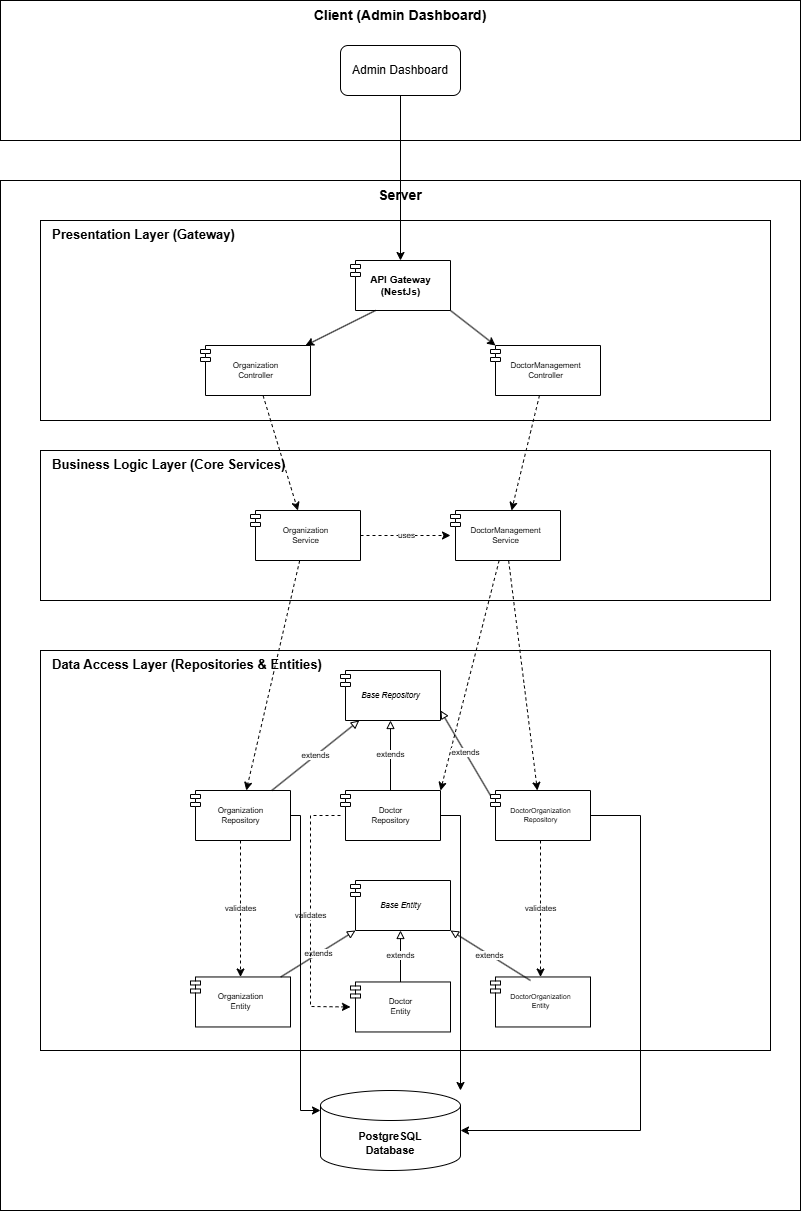 Client (Admin Dashboard)
Admin Dashboard
Server
Presentation Layer (Gateway)
API Gateway
(NestJs)
Organization
Controller
DoctorManagement
Controller
Business Logic Layer (Core Services)
Organization
Service
uses
DoctorManagement
Service
Data Access Layer (Repositories & Entities)
Base Repository
extends
extends
extends
Organization
Repository
Doctor
Repository
DoctorOrganization
Repository
Base Entity
validates
validates
validates
extends
extends
extends
Organization
Entity
Doctor
Entity
DoctorOrganization
Entity
PostgreSQL
Database